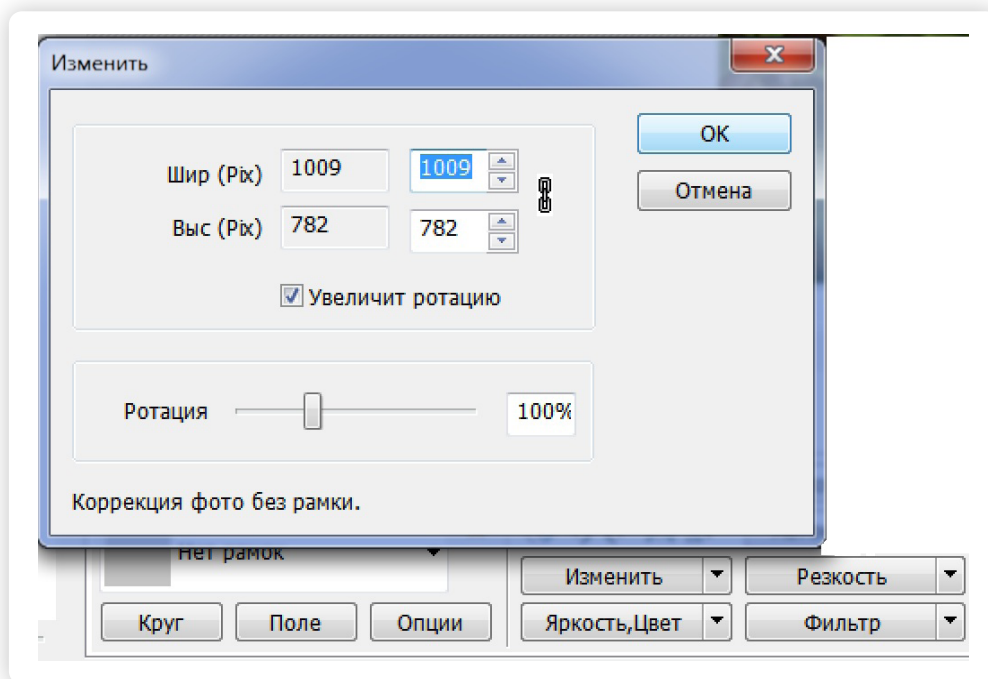 Изменить
OK
Шир (Pix) 1009 1009
Отмена
Выс (Pix) 782 782
Увеличит ротацию
Ротация 100%
Коррекция фото без рамки.
Нет рамок
Изменить Резкость
Круг Поле Опции Яркость,Цвет Фильтр